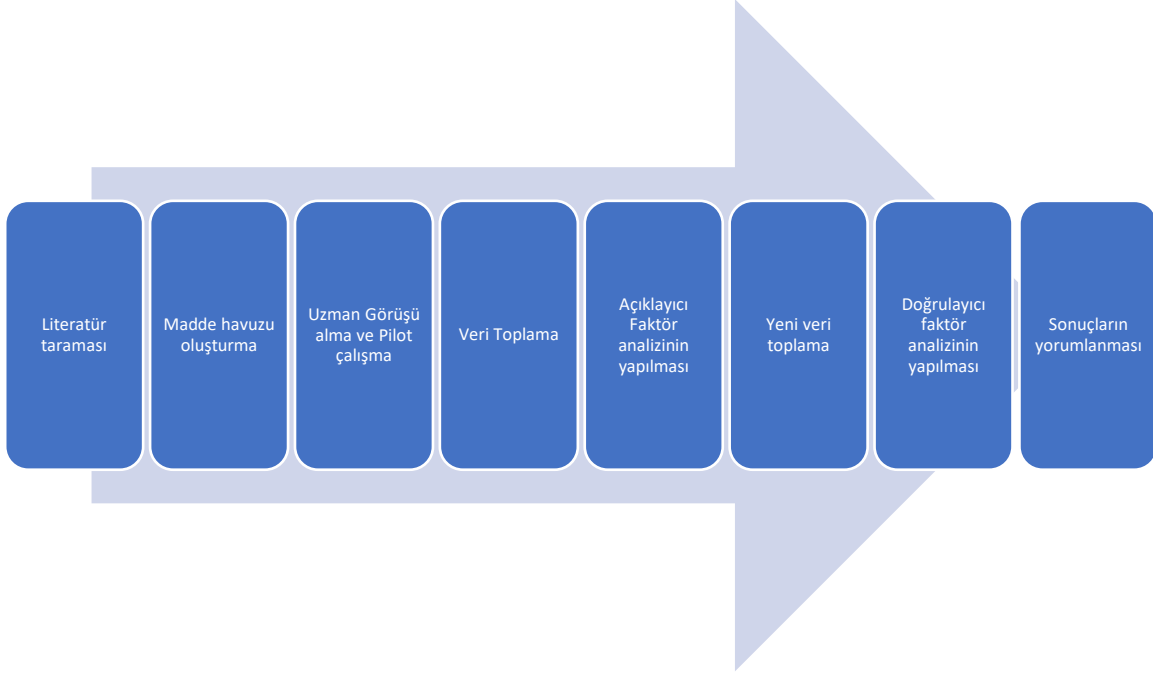 Literatür
taraması
Madde havuzu
oluşturma
Uzman Görüşü
alma ve Pilot
çalışma
Veri Toplama
Açıklayıcı
Faktör
analizinin
yapılması
Yeni veri
toplama
Doğrulayıcı
faktör
analizinin
yapılması
Sonuçların
yorumlanması